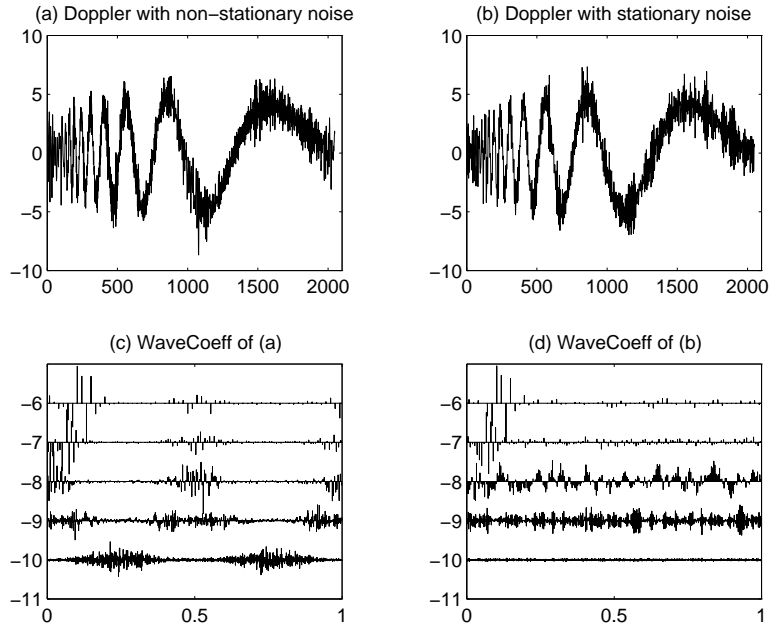 (a) Doppler with non−stationary noise
(b) Doppler with stationary noise
10
5
0
−5
−10
0 500 1000 1500 2000
10
5
0
−5
−10
0 500 1000 1500 2000
(c) WaveCoeff of (a)
(d) WaveCoeff of (b)
−6
−7
−8
−9
−10
−11
0 0.5 1
−6
−7
−8
−9
−10
−11
0 0.5 1